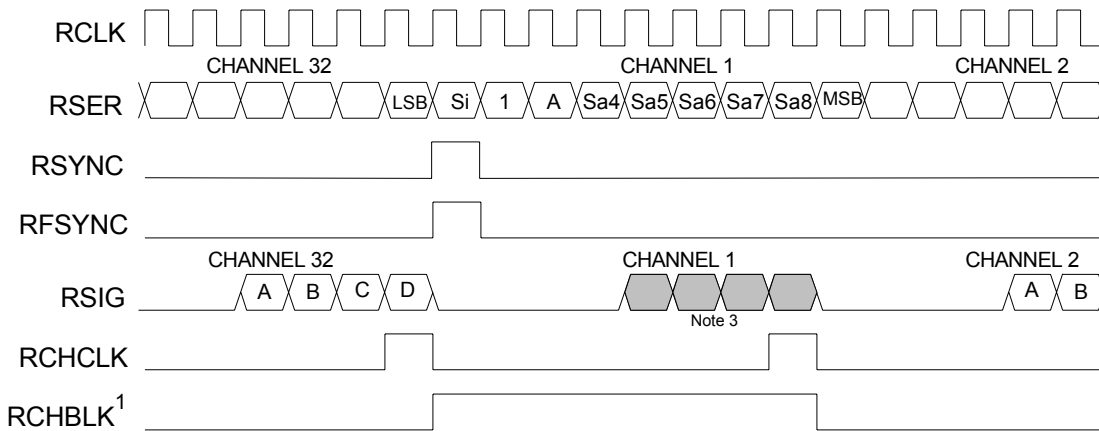 RCLK
CHANNEL 32 CHANNEL 1 CHANNEL 2
RSER LSB Si 1 A Sa4 Sa5 Sa6 Sa7 Sa8 MSB
RSYNC
RFSYNC
CHANNEL 32 CHANNEL 1 CHANNEL 2
RSIG A B C D A B
Note 3
RCHCLK
RCHBLK1